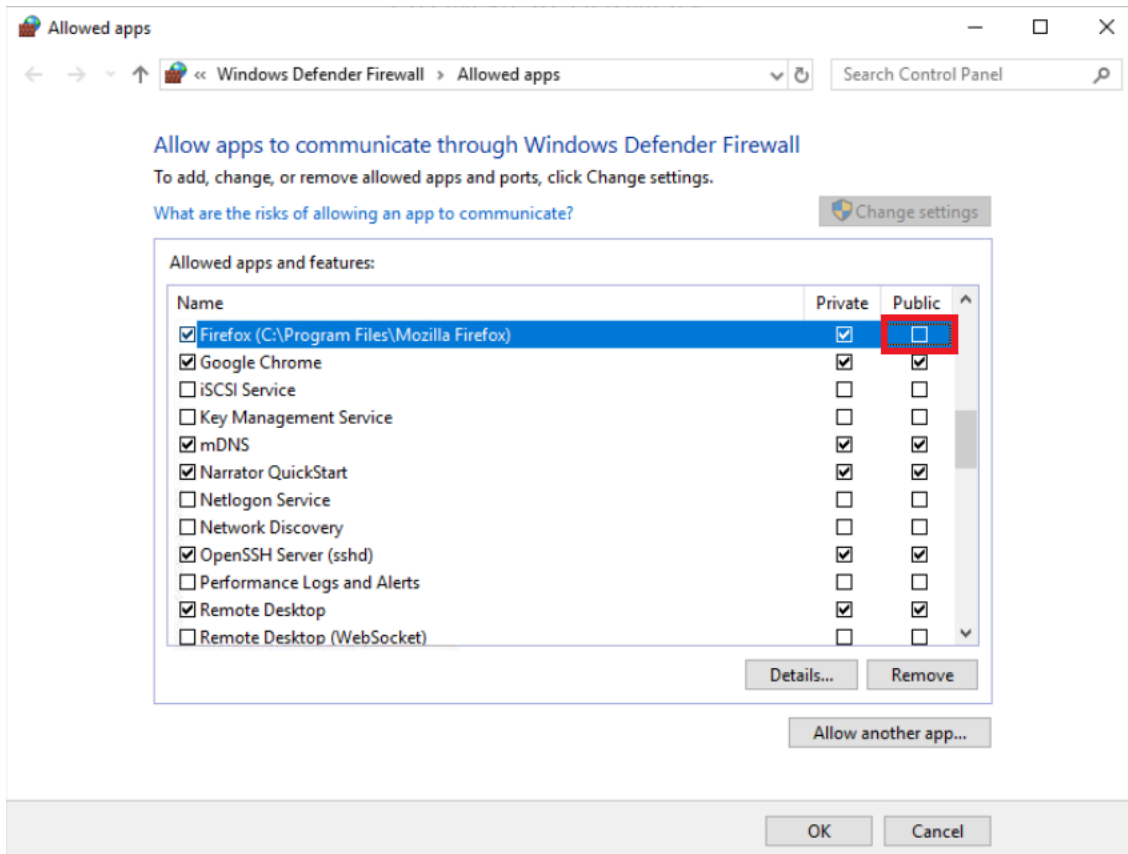 Allowed apps
« Windows Defender Firewall › Allowed apps
Search Control Panel
Allow apps to communicate through Windows Defender Firewall
To add, change, or remove allowed apps and ports, click Change settings.
What are the risks of allowing an app to communicate?
Change settings
Allowed apps and features:
Name Private Public
Firefox (C:\Program Files\Mozilla Firefox)
Google Chrome
iSCSI Service
Key Management Service
mDNS
Narrator QuickStart
Netlogon Service
Network Discovery
OpenSSH Server (sshd)
Performance Logs and Alerts
Remote Desktop
Remote Desktop (WebSocket)
Details... Remove
Allow another app...
OK Cancel